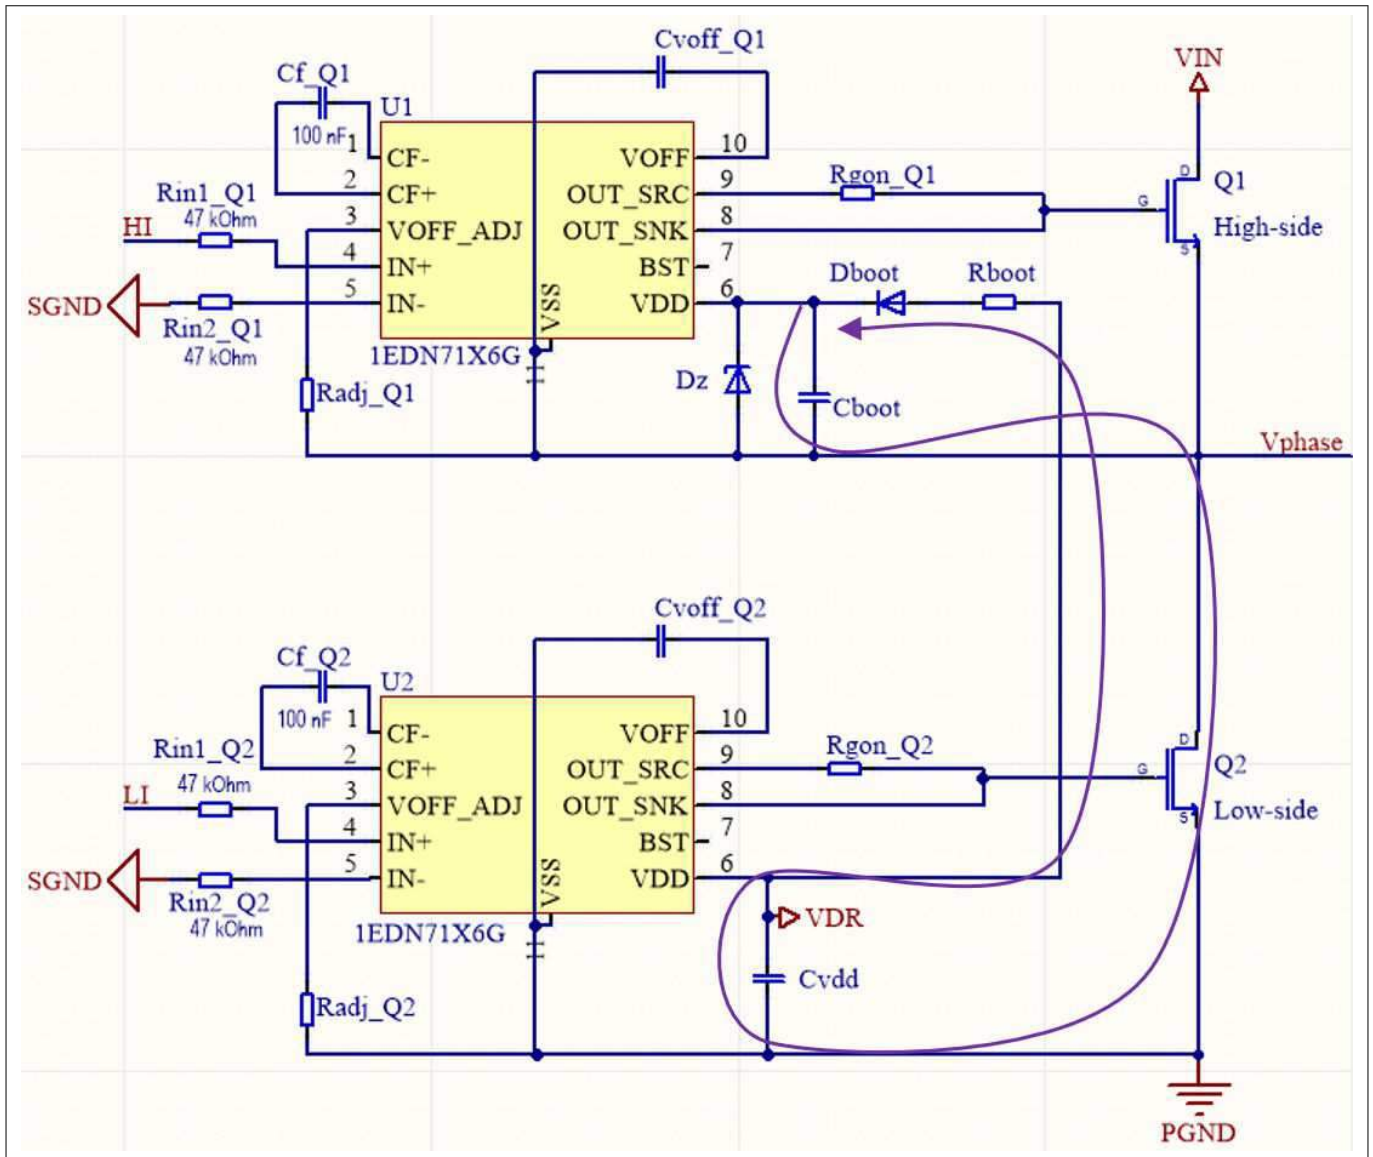 Cvoff_Q1
VIN
Cf_Q1
100 nF
U1
1 CF- VOFF 10
2 CF+ OUT_SRC 9
3 VOFF_ADJ OUT_SNK 8
4 IN+ BST 7
5 IN- VDD 6
VSS
11
1EDN71X6G
Rin1_Q1
47 kOhm
HI
SGND
Rin2_Q1
47 kOhm
Radj_Q1
Rgon_Q1
D
G
S
Q1
High-side
Dboot
Rboot
Dz
Cboot
Vphase
Cvoff_Q2
Cf_Q2
100 nF
U2
1 CF- VOFF 10
2 CF+ OUT_SRC 9
3 VOFF_ADJ OUT_SNK 8
4 IN+ BST 7
5 IN- VDD 6
VSS
11
1EDN71X6G
Rin1_Q2
47 kOhm
LI
SGND
Rin2_Q2
47 kOhm
Radj_Q2
Rgon_Q2
D
G
S
Q2
Low-side
VDR
Cvdd
PGND